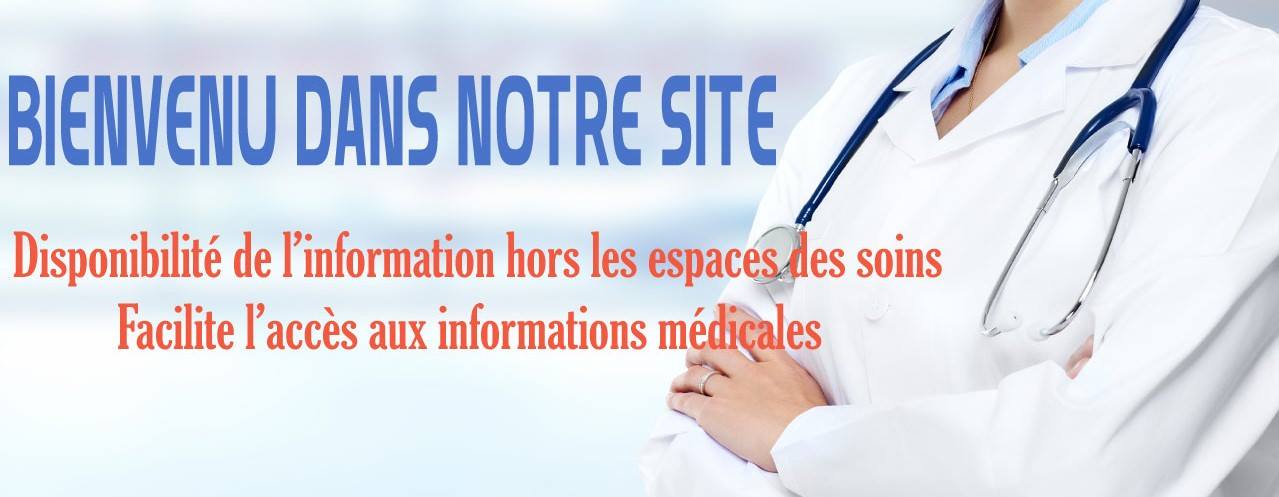 BIENVENU DANS NOTRE SITE
Disponibilité de l'information hors les espaces des soins
Facilite l'accès aux informations médicales